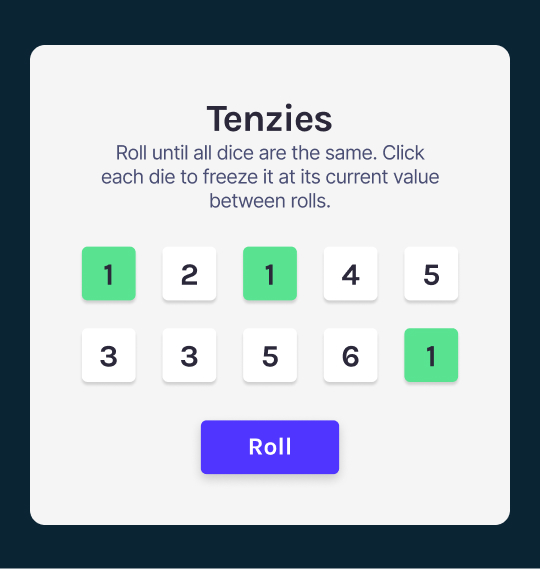 Tenzies
Roll until all dice are the same. Click
each die to freeze it at its current value
between rolls.
1 2 1 4 5
3 3 5 6 1
Roll